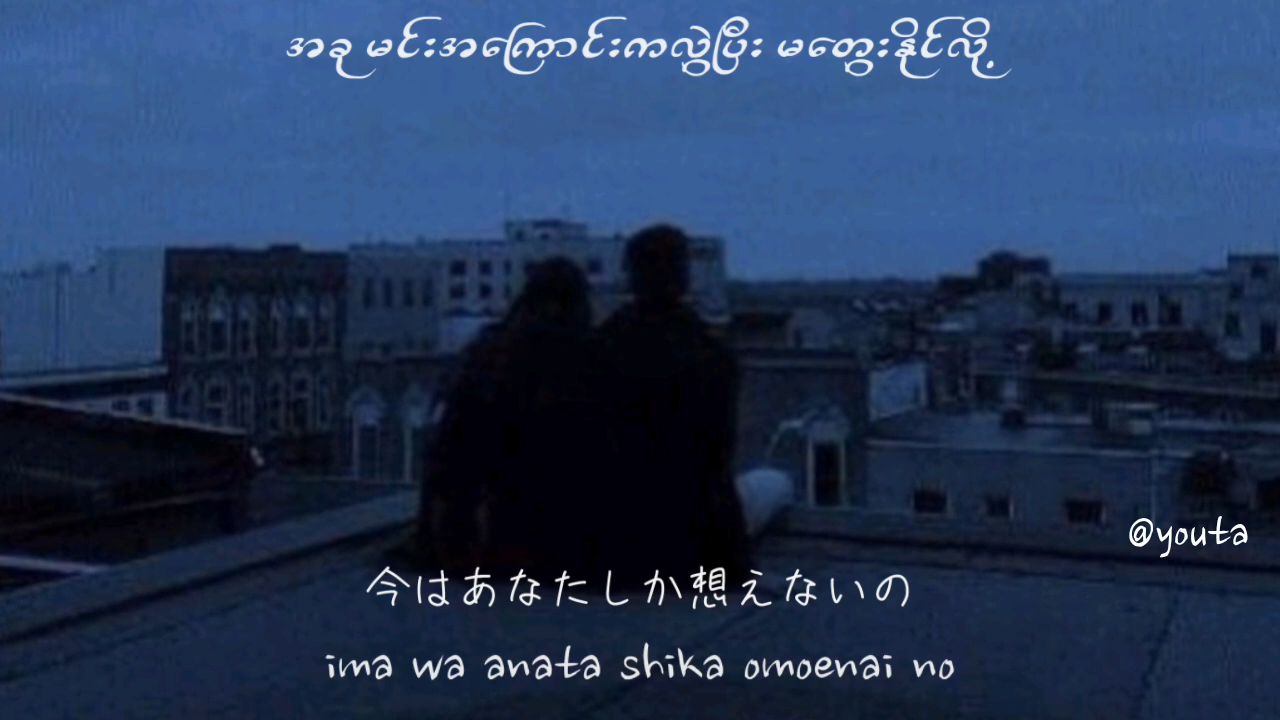 အခု မင်းအကြောင်းကလွဲပြီး မတွေးနိုင်လို့
@youta
今はあなたしか想えないの
ima wa anata shika omoenai no